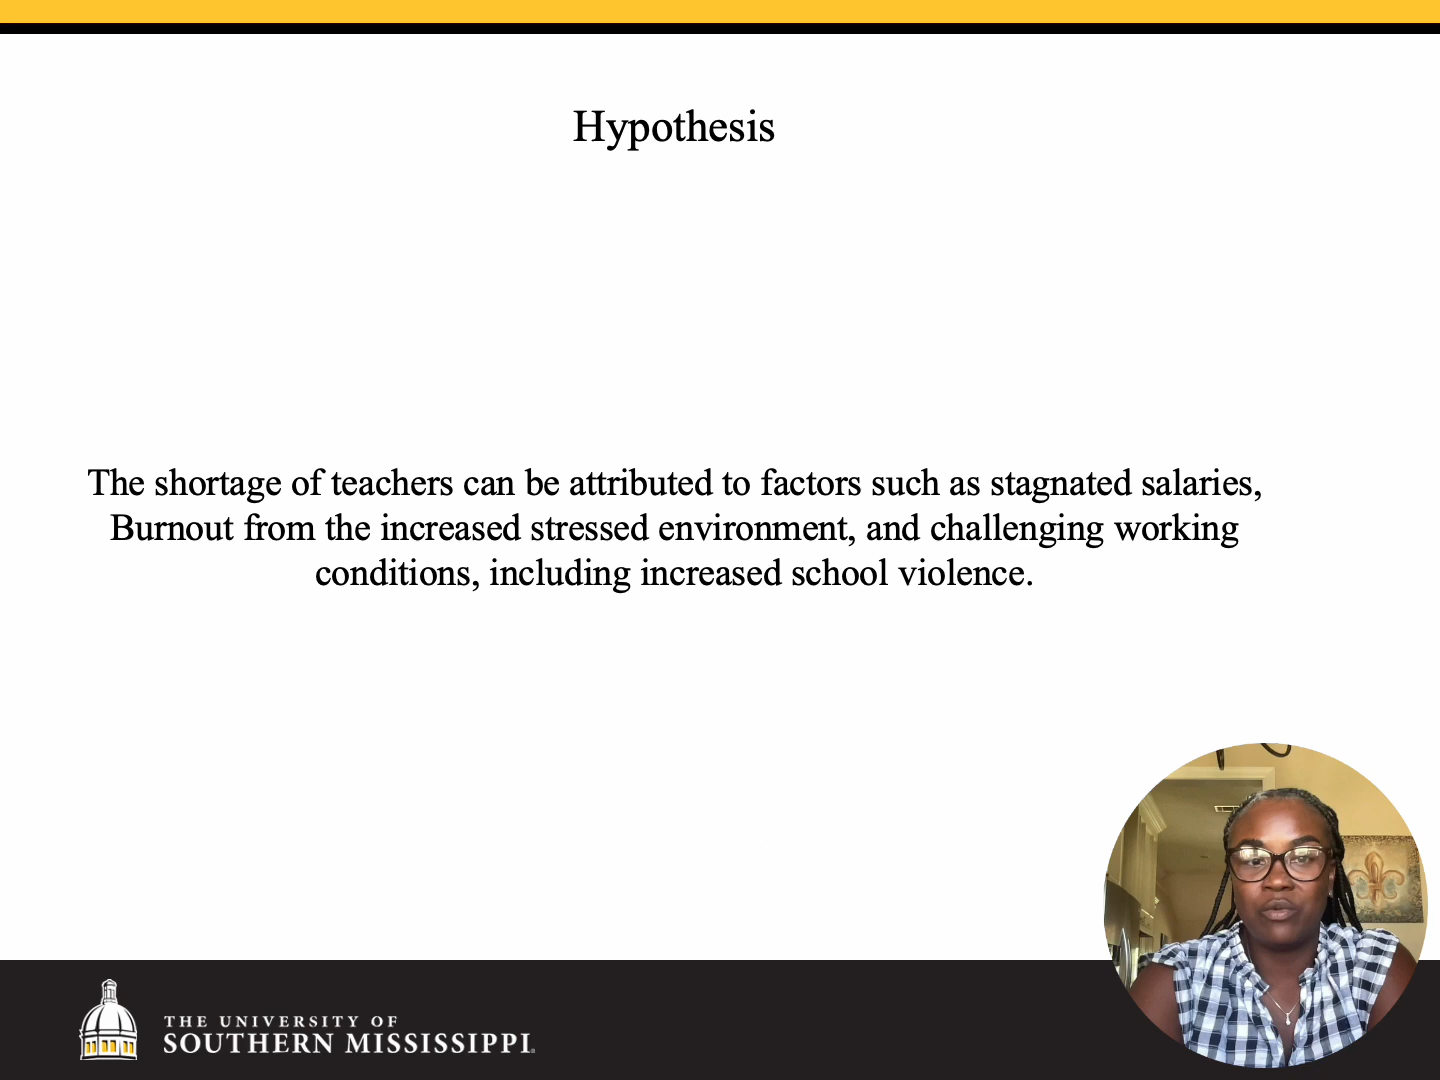 Hypothesis
The shortage of teachers can be attributed to factors such as stagnated salaries,
Burnout from the increased stressed environment, and challenging working
conditions, including increased school violence.
THE UNIVERSITY OF
SOUTHERN MISSISSIPPI®